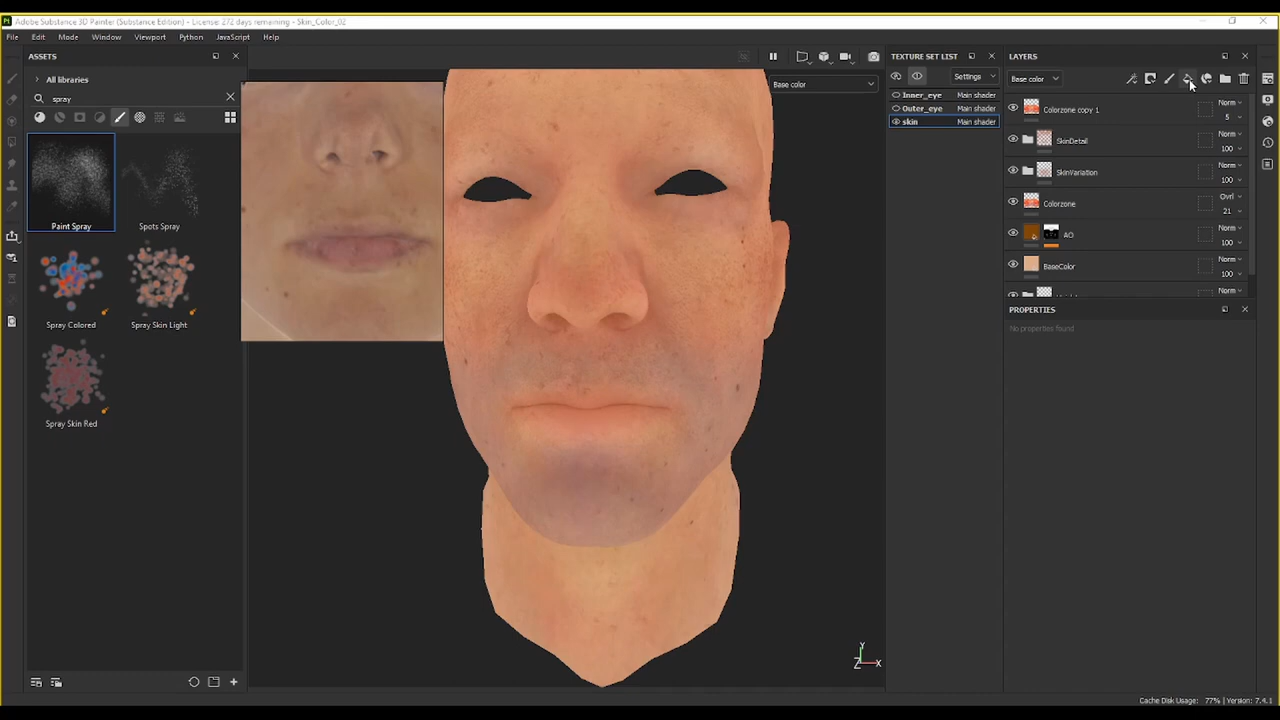 Pt Adobe Substance 3D Painter (Substance Edition) - License: 272 days remaining - Skin_Color_02
File Edit Mode Window Viewport Python JavaScript Help
ASSETS
All libraries
spray
Paint Spray
Spots Spray
Spray Colored
Spray Skin Light
Spray Skin Red
Base color
Y
Z
X
TEXTURE SET LIST
Settings
Inner_eye Main shader
Outer_eye Main shader
skin Main shader
LAYERS
Base color
Colorzone copy 1 Norm 5
SkinDetail Norm 100
SkinVariation Norm 100
Colorzone Ovrl 21
AO Norm 100
BaseColor Norm 100
Norm
PROPERTIES
No properties found
Cache Disk Usage: 77% | Version: 7.4.1